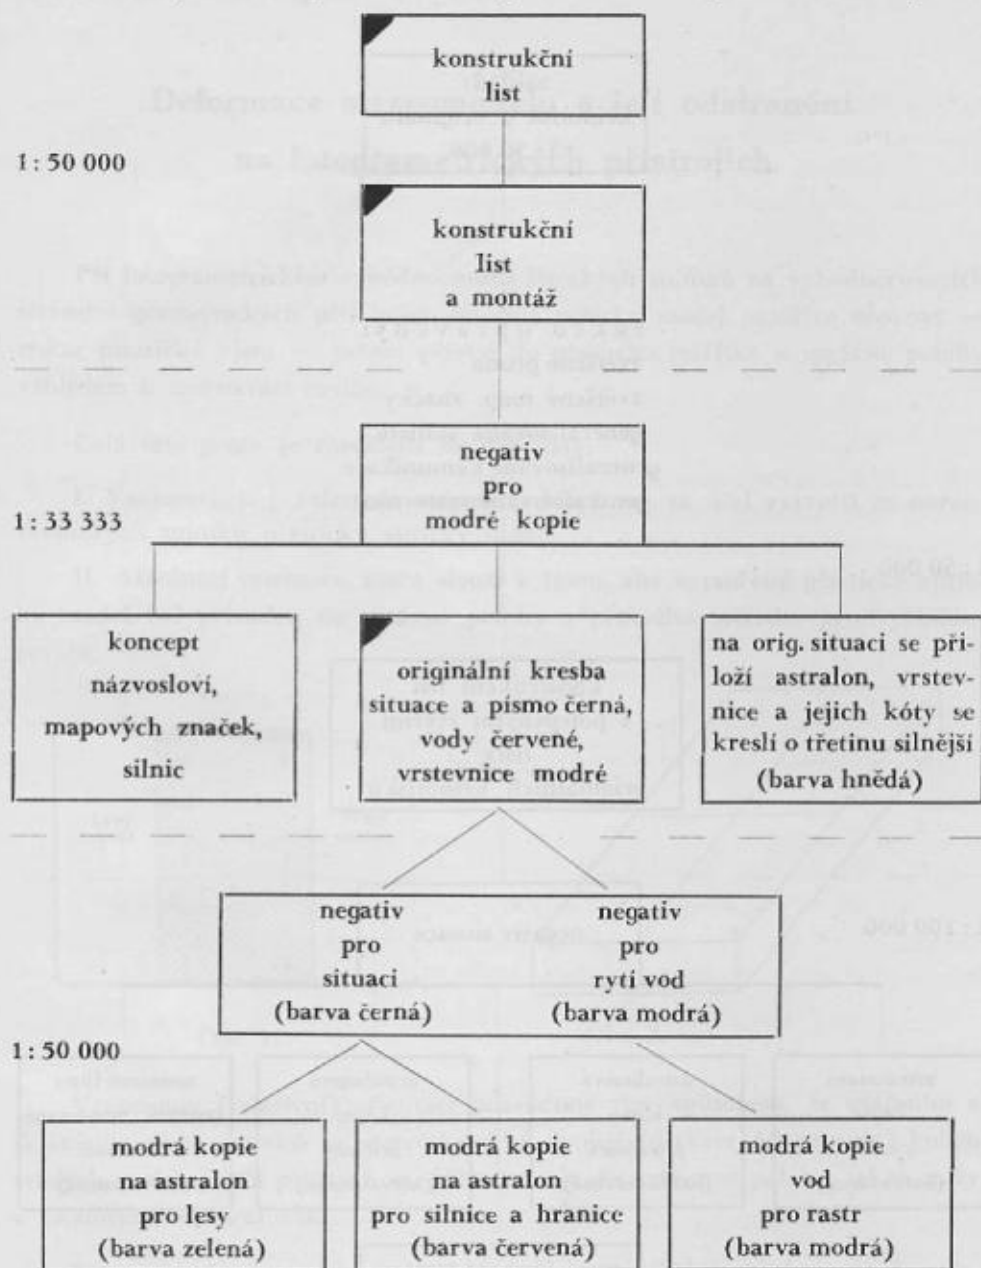 konstrukční
list
1 : 50 000
konstrukční
list
a montáž
negativ
pro
modré kopie
1 : 33 333
koncept
názvosloví,
mapových značek,
silnic
originální kresba
situace a písmo černá,
vody červené,
vrstevnice modré
na orig. situaci se při-
loží astralon, vrstev-
nice a jejich kóty se
kreslí o třetinu silnější
(barva hnědá)
negativ
pro
situaci
(barva černá)
negativ
pro
rytí vod
(barva modrá)
1 : 50 000
modrá kopie
na astralon
pro lesy
(barva zelená)
modrá kopie
na astralon
pro silnice a hranice
(barva červená)
modrá kopie
vod
pro rastr
(barva modrá)